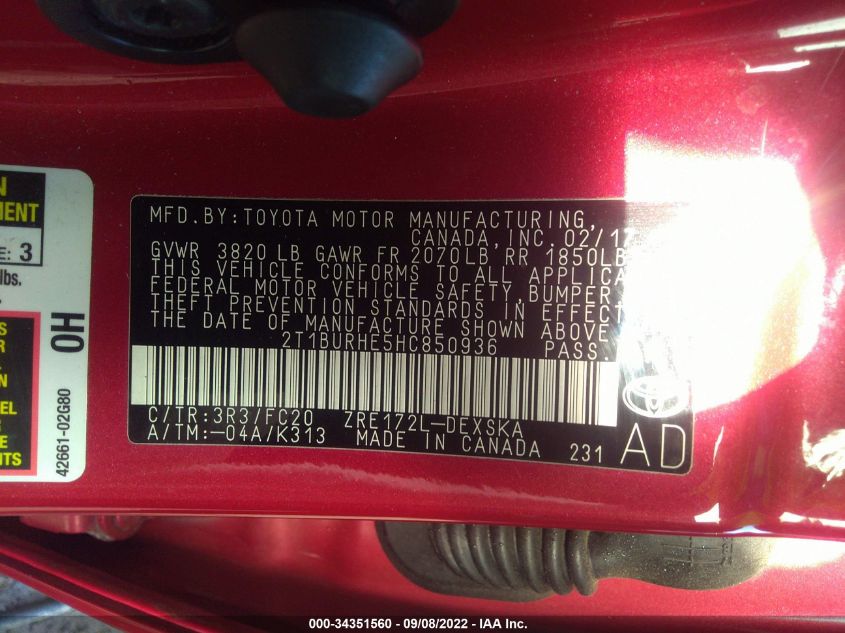 N
MENT
E: 3
lbs.
S
R
EL
R
NTS
OH
42661-02G80
MFD.BY:TOYOTA MOTOR MANUFACTURING,
CANADA,INC. 02/17
GVWR 3820 LB GAWR FR 2070LB RR 1850LB
THIS VEHICLE CONFORMS TO ALL APPLICA
FEDERAL MOTOR VEHICLE SAFETY,BUMPER,
THEFT PREVENTION STANDARDS IN EFFECT
THE DATE OF MANUFACTURE SHOWN ABOVE
2T1BURHE5HC850936 PASS
C/TR:3R3/FC20 ZRE172L-DEXSKA
A/TM:-04A/K313 MADE IN CANADA 231
AD
000-34351560 - 09/08/2022 - IAA Inc.